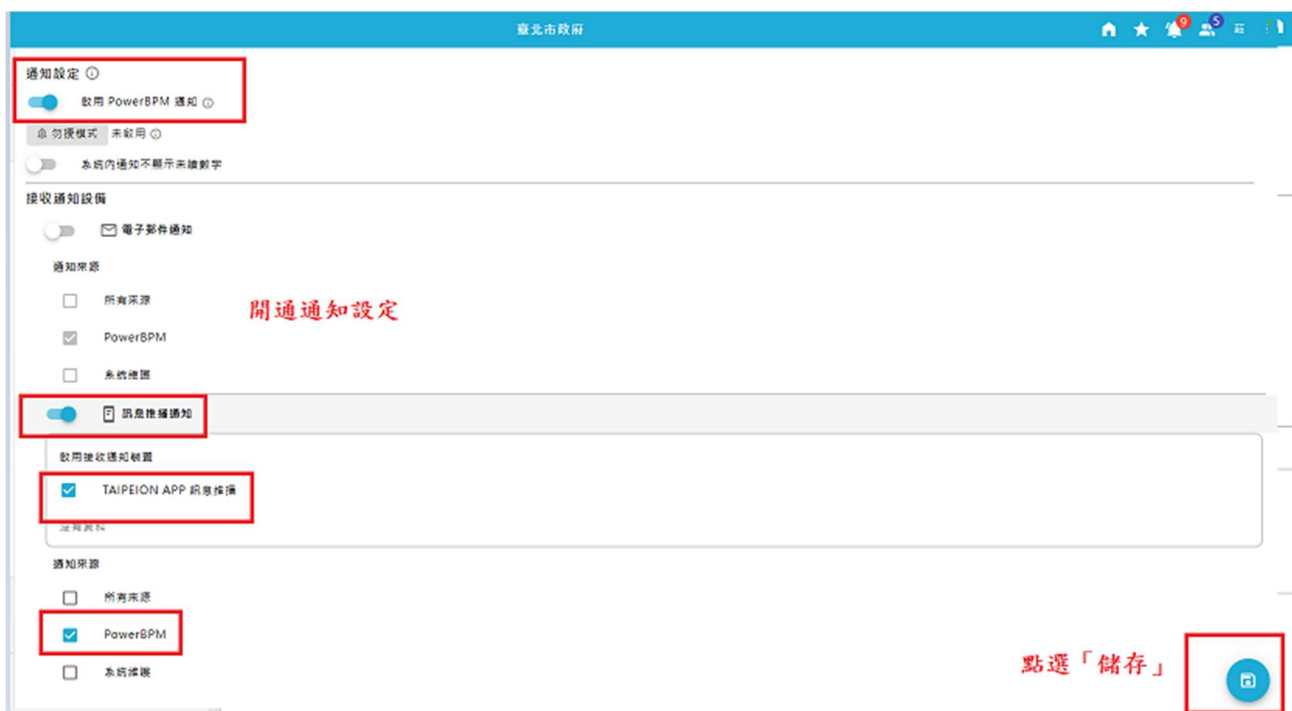 臺北市政府
9
5
通知設定
啟用 PowerBPM 通知
勿擾模式 未啟用
系統內通知不顯示未讀數字
接收通知設備
電子郵件通知
通知來源
所有來源
開通通知設定
PowerBPM
系統維護
訊息推播通知
啟用接收通知裝置
TAIPEION APP 訊息推播
沒有資料
通知來源
所有來源
PowerBPM
系統維護
點選「儲存」